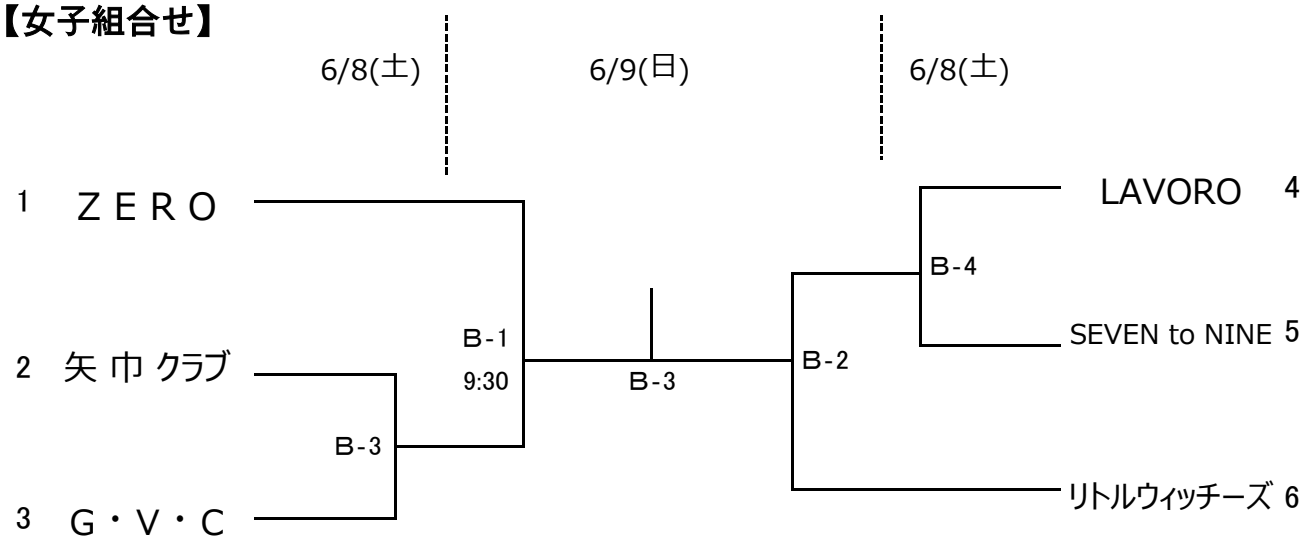 【女子組合せ】
6/8(土)
6/9(日)
6/8(土)
1 ＺＥＲＯ
LAVORO 4
Ｂ-4
Ｂ-1
9:30
SEVEN to NINE 5
2 矢 巾 クラブ
Ｂ-2
Ｂ-3
Ｂ-3
リトルウィッチーズ 6
3 Ｇ・Ｖ・Ｃ